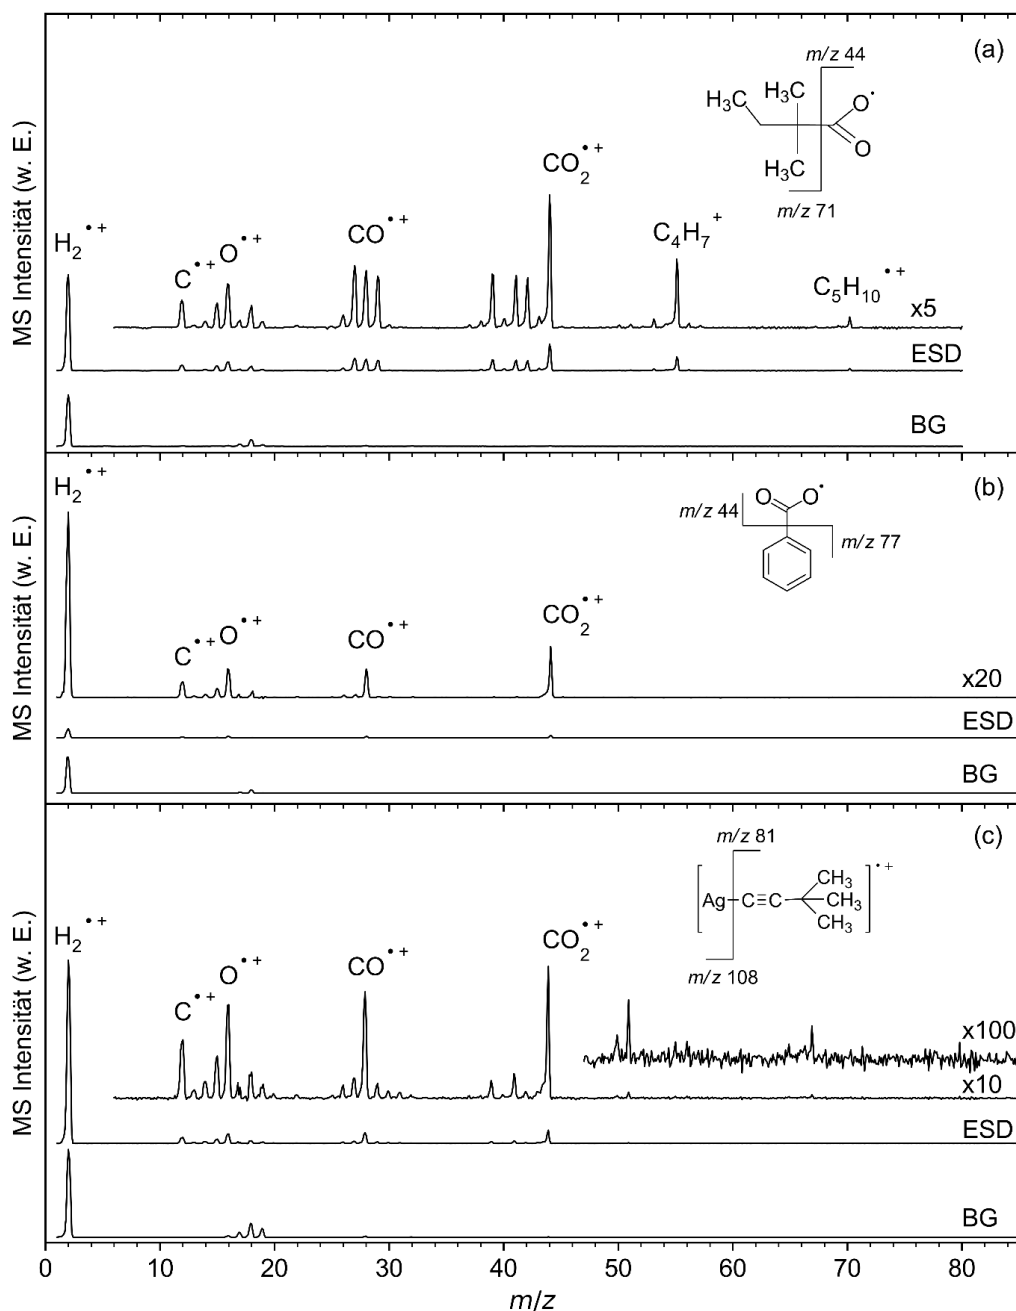 (a)
MS Intensität (w. E.)
H₂•+
C•+
O•+
CO•+
CO₂•+
C₄H₇+
C₅H₁₀•+
m/z 44
H₃C
H₃C
O•
O
H₃C
m/z 71
x5
ESD
BG
(b)
MS Intensität (w. E.)
H₂•+
C•+
O•+
CO•+
CO₂•+
O O•
m/z 44
m/z 77
x20
ESD
BG
(c)
MS Intensität (w. E.)
H₂•+
C•+
O•+
CO•+
CO₂•+
m/z 81
CH₃
[Ag-C≡C CH₃]•+
CH₃
m/z 108
x100
x10
ESD
BG
0 10 20 30 40 50 60 70 80
m/z